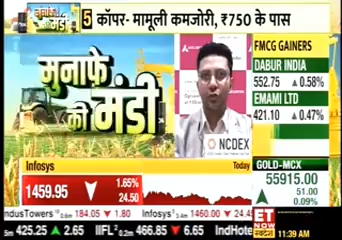 मुनाफे की मंडी
5 कॉपर- मामूली कमजोरी, ₹750 के पास
FMCG GAINERS
DABUR INDIA
552.75 ▲0.58%
EMAMI LTD
421.10 ▲0.47%
मुनाफे
की मंडी
NCDEX
Infosys Today
1459.95 1.65%
24.50
GOLD-MCX
55915.00
51.00
0.09%
IndusTowers 184.05 ▼ 1.80 Infosys 1460.00 ▼ 24.45
425.25 ▲ 2.65 IIFL 466.85 ▼ 6.65 Indi
ET NOW
स्वदेश
11:39 AM